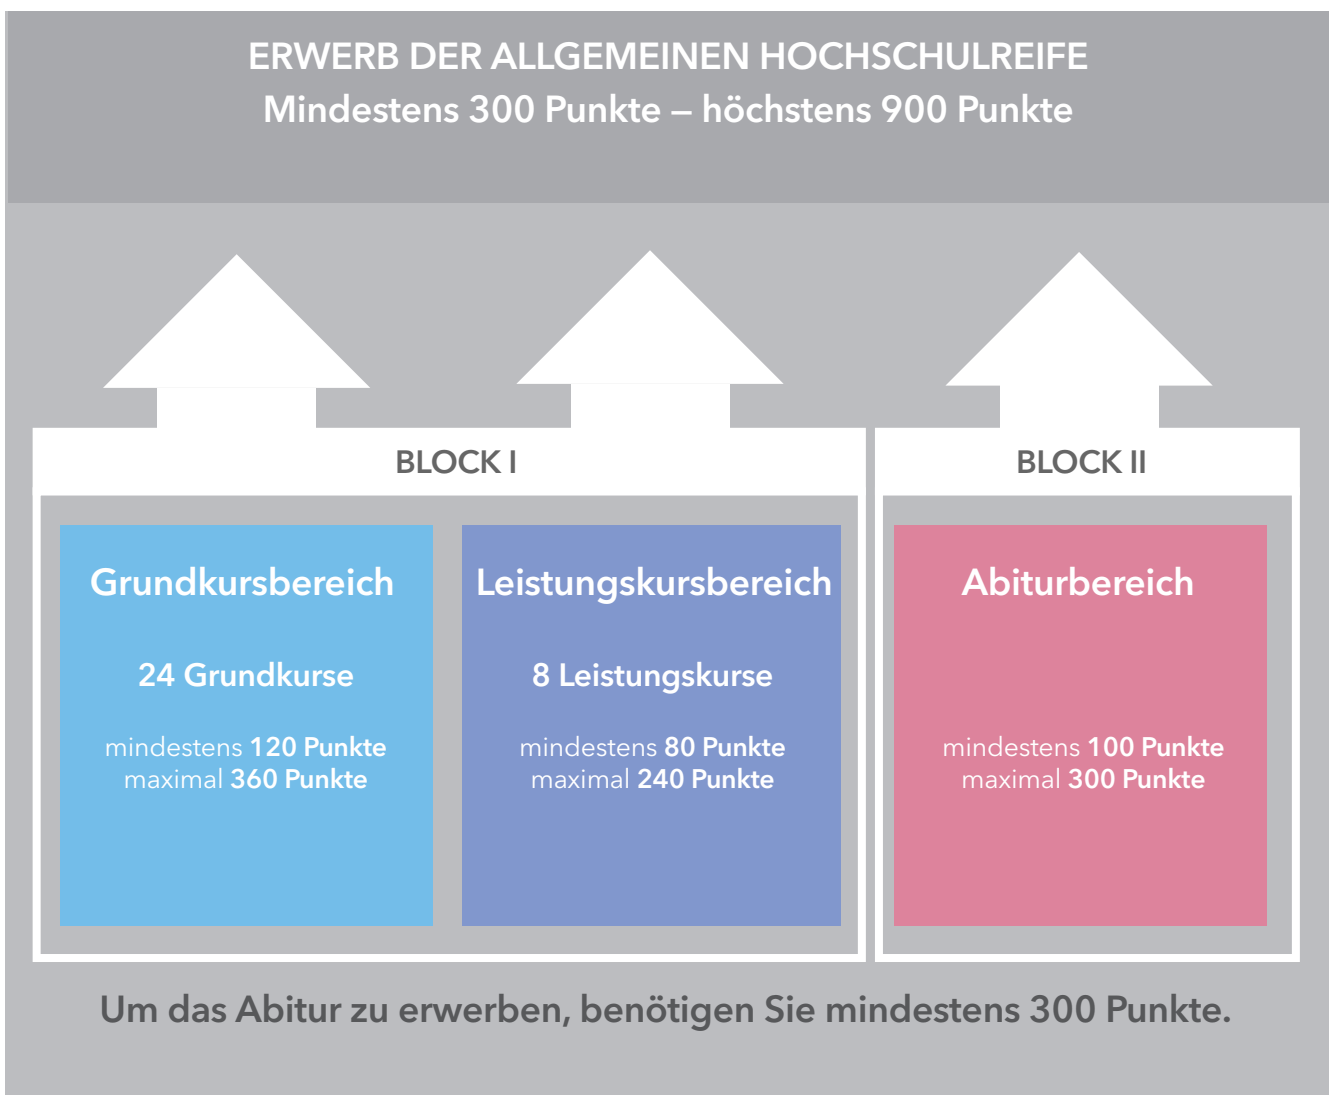 ERWERB DER ALLGEMEINEN HOCHSCHULREIFE
Mindestens 300 Punkte – höchstens 900 Punkte
BLOCK I
Grundkursbereich
24 Grundkurse
mindestens 120 Punkte
maximal 360 Punkte
Leistungskursbereich
8 Leistungskurse
mindestens 80 Punkte
maximal 240 Punkte
BLOCK II
Abiturbereich
mindestens 100 Punkte
maximal 300 Punkte
Um das Abitur zu erwerben, benötigen Sie mindestens 300 Punkte.